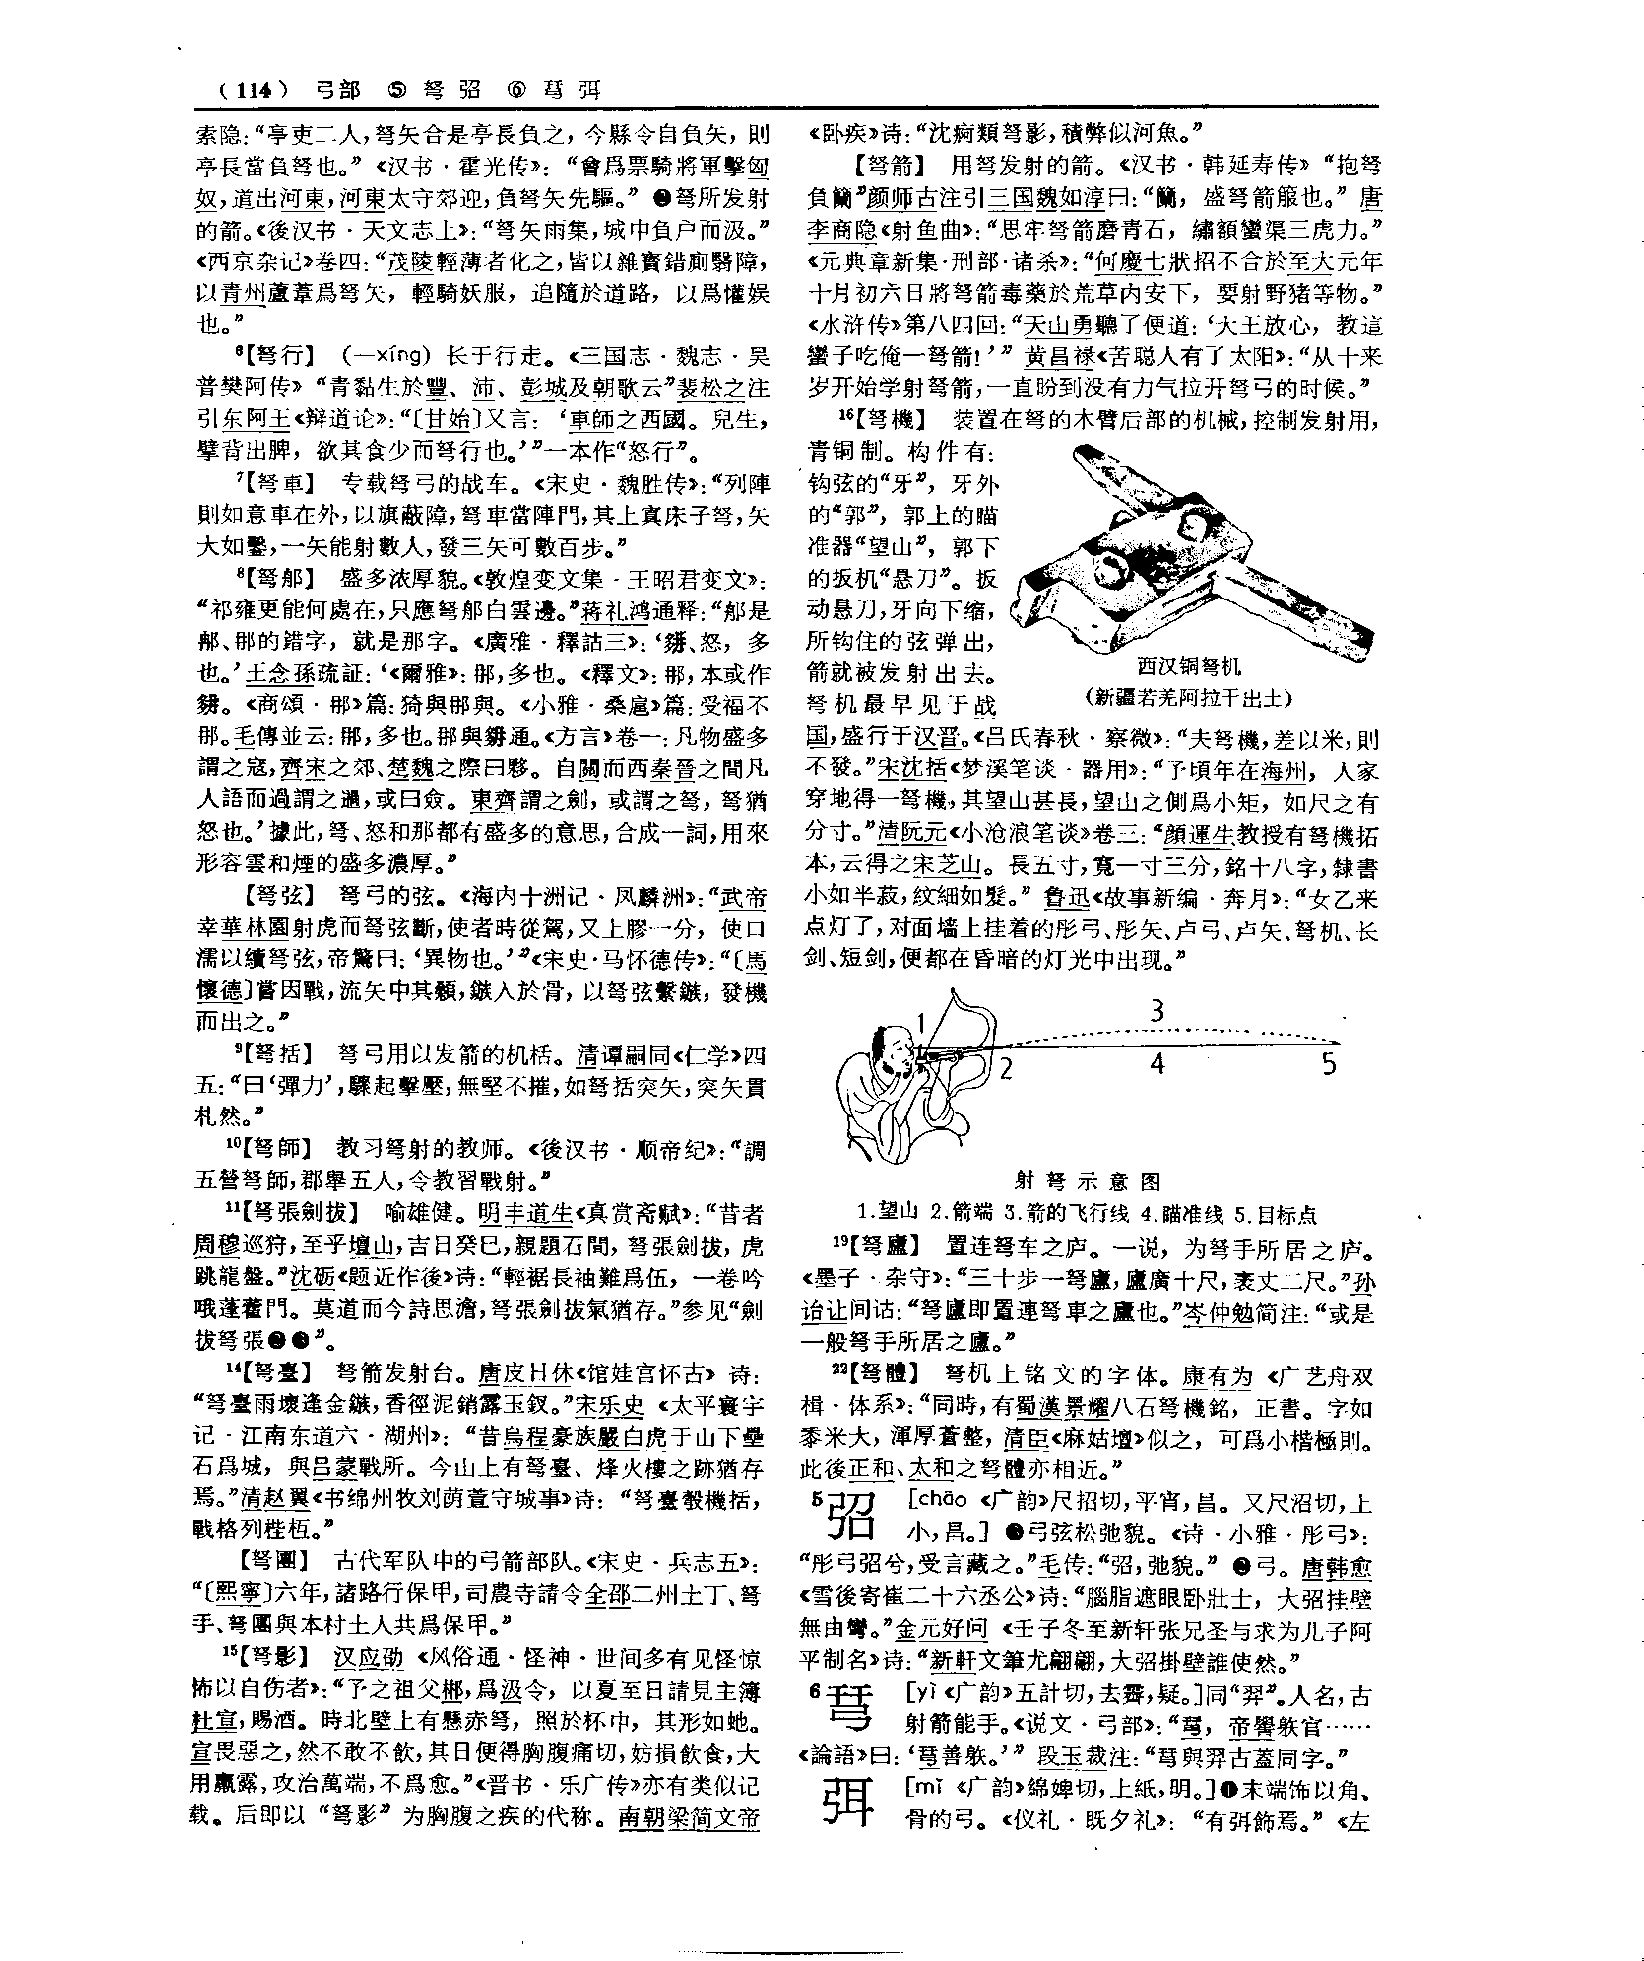 （114） 弓部 ⑤ 弩 弨 ⑥ 𢏗 弭
索隐：“亭吏二人，弩矢合是亭長負之，今縣令自負矢，則
亭長當負弩也。”《汉书·霍光传》：“會爲票騎將軍擊匈
奴，道出河東，河東太守郊迎，負弩矢先驅。”❷弩所发射
的箭。《後汉书·天文志上》：“弩矢雨集，城中負户而汲。”
《西京杂记》卷四：“茂陵輕薄者化之，皆以雜寶錯廁翳障，
以青州蘆葦爲弩矢，輕騎妖服，追隨於道路，以爲懽娱
也。”
6【弩行】 （—xíng）长于行走。《三国志·魏志·吴
普樊阿传》“青黏生於豐、沛、彭城及朝歌云”裴松之注
引东阿王《辩道论》：“〔甘始〕又言：‘車師之西國。兒生，
擘背出脾，欲其食少而弩行也。’”一本作“怒行”。
7【弩車】 专载弩弓的战车。《宋史·魏胜传》：“列陣
則如意車在外，以旗蔽障，弩車當陣門，其上寘床子弩，矢
大如鑿，一矢能射數人，發三矢可數百步。”
8【弩郍】 盛多浓厚貌。《敦煌变文集·王昭君变文》：
“祁雍更能何處在，只應弩郍白雲邊。”蒋礼鸿通释：“郍是
𨚗、𨚗的錯字，就是那字。《廣雅·釋詁三》：‘䋾、怒，多
也。’王念孫疏証：‘《爾雅》：那，多也。《釋文》：那，本或作
䋾。《商頌·那》篇：猗與那與。《小雅·桑扈》篇：受福不
那。毛傳並云：那，多也。那與䋾通。《方言》卷一：凡物盛多
謂之寇，齊宋之郊、楚魏之際曰夥。自關而西秦晉之間凡
人語而過謂之䢪，或曰僉。東齊謂之劍，或謂之弩，弩猶
怒也。’據此，弩、怒和那都有盛多的意思，合成一詞，用來
形容雲和煙的盛多濃厚。”
【弩弦】 弩弓的弦。《海内十洲记·凤麟洲》：“武帝
幸華林園射虎而弩弦斷，使者時從駕，又上膠一分，使口
濡以續弩弦，帝驚曰：‘異物也。’”《宋史·马怀德传》：“〔馬
懷德〕嘗因戰，流矢中其顙，鏃入於骨，以弩弦繫鏃，發機
而出之。”
9【弩括】 弩弓用以发箭的机栝。清谭嗣同《仁学》四
五：“曰‘彈力’，驟起擊壓，無堅不摧，如弩括突矢，突矢貫
札然。”
10【弩師】 教习弩射的教师。《後汉书·顺帝纪》：“調
五營弩師，郡舉五人，令教習戰射。”
11【弩張劍拔】 喻雄健。明丰道生《真赏斋赋》：“昔者
周穆巡狩，至乎壇山，吉日癸巳，親題石間，弩張劍拔，虎
跳龍盤。”沈砺《题近作後》诗：“輕裾長袖難爲伍，一卷吟
哦蓬藿門。莫道而今詩思澹，弩張劍拔氣猶存。”参见“劍
拔弩張❷❸”。
14【弩臺】 弩箭发射台。唐皮日休《馆娃宫怀古》诗：
“弩臺雨壞逢金鏃，香徑泥銷露玉釵。”宋乐史《太平寰宇
记·江南东道六·湖州》：“昔烏程豪族嚴白虎于山下壘
石爲城，與吕蒙戰所。今山上有弩臺、烽火樓之跡猶存
焉。”清赵翼《书绵州牧刘荫萱守城事》诗：“弩臺彀機括，
戰格列梐枑。”
【弩團】 古代军队中的弓箭部队。《宋史·兵志五》：
“〔熙寧〕六年，諸路行保甲，司農寺請令全邵二州土丁、弩
手、弩團與本村土人共爲保甲。”
15【弩影】 汉应劭《风俗通·怪神·世间多有见怪惊
怖以自伤者》：“予之祖父郴，爲汲令，以夏至日請見主簿
杜宣，賜酒。時北壁上有懸赤弩，照於杯中，其形如虵。
宣畏惡之，然不敢不飲，其日便得胸腹痛切，妨損飲食，大
用羸露，攻治萬端，不爲愈。”《晋书·乐广传》亦有类似记
载。后即以“弩影”为胸腹之疾的代称。南朝梁简文帝
《卧疾》诗：“沈痾類弩影，積弊似河魚。”
【弩箭】 用弩发射的箭。《汉书·韩延寿传》“抱弩
負籣”颜师古注引三国魏如淳曰：“籣，盛弩箭箙也。”唐
李商隐《射鱼曲》：“思牢弩箭磨青石，繡額蠻渠三虎力。”
《元典章新集·刑部·诸杀》：“何慶七狀招不合於至大元年
十月初六日將弩箭毒藥於荒草内安下，要射野猪等物。”
《水浒传》第八四回：“天山勇聽了便道：‘大王放心，教這
蠻子吃俺一弩箭！’”黄昌禄《苦聪人有了太阳》：“从十来
岁开始学射弩箭，一直盼到没有力气拉开弩弓的时候。”
16【弩機】 装置在弩的木臂后部的机械，控制发射用，
青铜制。构件有：
钩弦的“牙”，牙外
的“郭”，郭上的瞄
准器“望山”，郭下
的扳机“悬刀”。扳
动悬刀，牙向下缩，
所钩住的弦弹出，
箭就被发射出去。
弩机最早见于战
西汉铜弩机
（新疆若羌阿拉干出土）
国，盛行于汉晋。《吕氏春秋·察微》：“夫弩機，差以米，則
不發。”宋沈括《梦溪笔谈·器用》：“予頃年在海州，人家
穿地得一弩機，其望山甚長，望山之側爲小矩，如尺之有
分寸。”清阮元《小沧浪笔谈》卷三：“顔運生教授有弩機拓
本，云得之宋芝山。長五寸，寬一寸三分，銘十八字，隸書
小如半菽，紋細如髮。”鲁迅《故事新编·奔月》：“女乙来
点灯了，对面墙上挂着的彤弓、彤矢、卢弓、卢矢、弩机、长
剑、短剑，便都在昏暗的灯光中出现。”
1
2
3
4
5
射弩示意图
1.望山 2.箭端 3.箭的飞行线 4.瞄准线 5.目标点
19【弩廬】 置连弩车之庐。一说，为弩手所居之庐。
《墨子·杂守》：“三十步一弩廬，廬廣十尺，袤丈二尺。”孙
诒让间诂：“弩廬即置連弩車之廬也。”岑仲勉简注：“或是
一般弩手所居之廬。”
22【弩體】 弩机上铭文的字体。康有为《广艺舟双
楫·体系》：“同時，有蜀漢景耀八石弩機銘，正書。字如
黍米大，渾厚蒼整，清臣《麻姑壇》似之，可爲小楷極則。
此後正和、太和之弩體亦相近。”
5弨 ［chāo《广韵》尺招切，平宵，昌。又尺沼切，上
小，昌。］❶弓弦松弛貌。《诗·小雅·彤弓》：
“彤弓弨兮，受言藏之。”毛传：“弨，弛貌。”❷弓。唐韩愈
《雪後寄崔二十六丞公》诗：“腦脂遮眼卧壯士，大弨挂壁
無由彎。”金元好问《壬子冬至新轩张兄圣与求为儿子阿
平制名》诗：“新軒文筆尤翩翩，大弨掛壁誰使然。”
6𢏗 ［yì《广韵》五計切，去霽，疑。］同“羿”。人名，古
射箭能手。《说文·弓部》：“𢏗，帝嚳躲官……
《論語》曰：‘𢏗善躲。’”段玉裁注：“𢏗與羿古蓋同字。”
弭 ［mǐ《广韵》綿婢切，上紙，明。］❶末端饰以角、
骨的弓。《仪礼·既夕礼》：“有弭飾焉。”《左